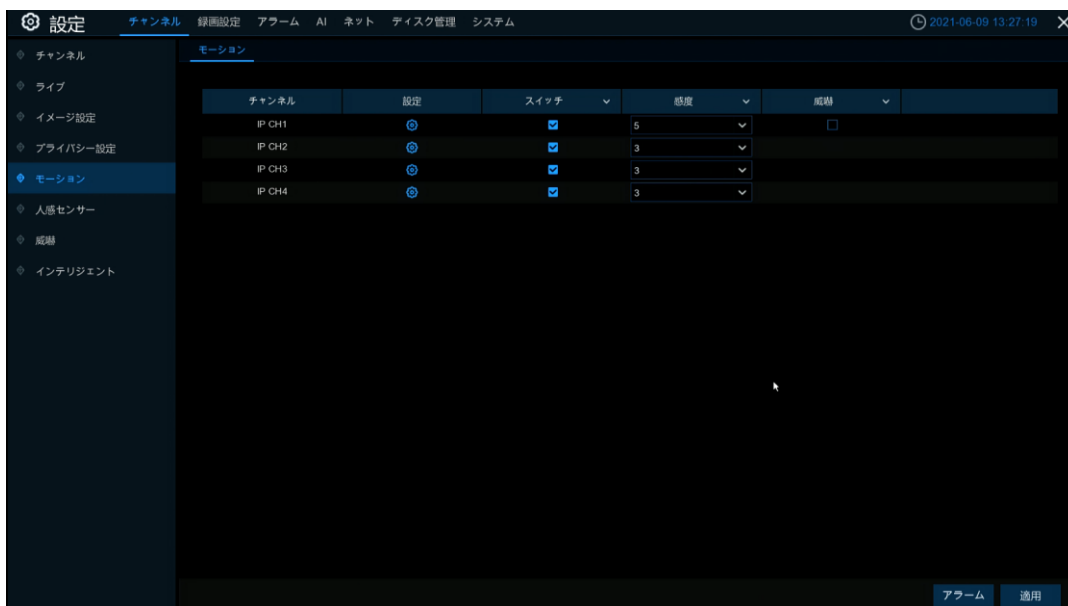 設定 チャンネル 録画設定 アラーム AI ネット ディスク管理 システム 2021-06-09 13:27:19
チャンネル
ライブ
イメージ設定
プライバシー設定
モーション
人感センサー
威嚇
インテリジェント
モーション
チャンネル 設定 スイッチ 感度 威嚇
IP CH1 5
IP CH2 3
IP CH3 3
IP CH4 3
アラーム 適用